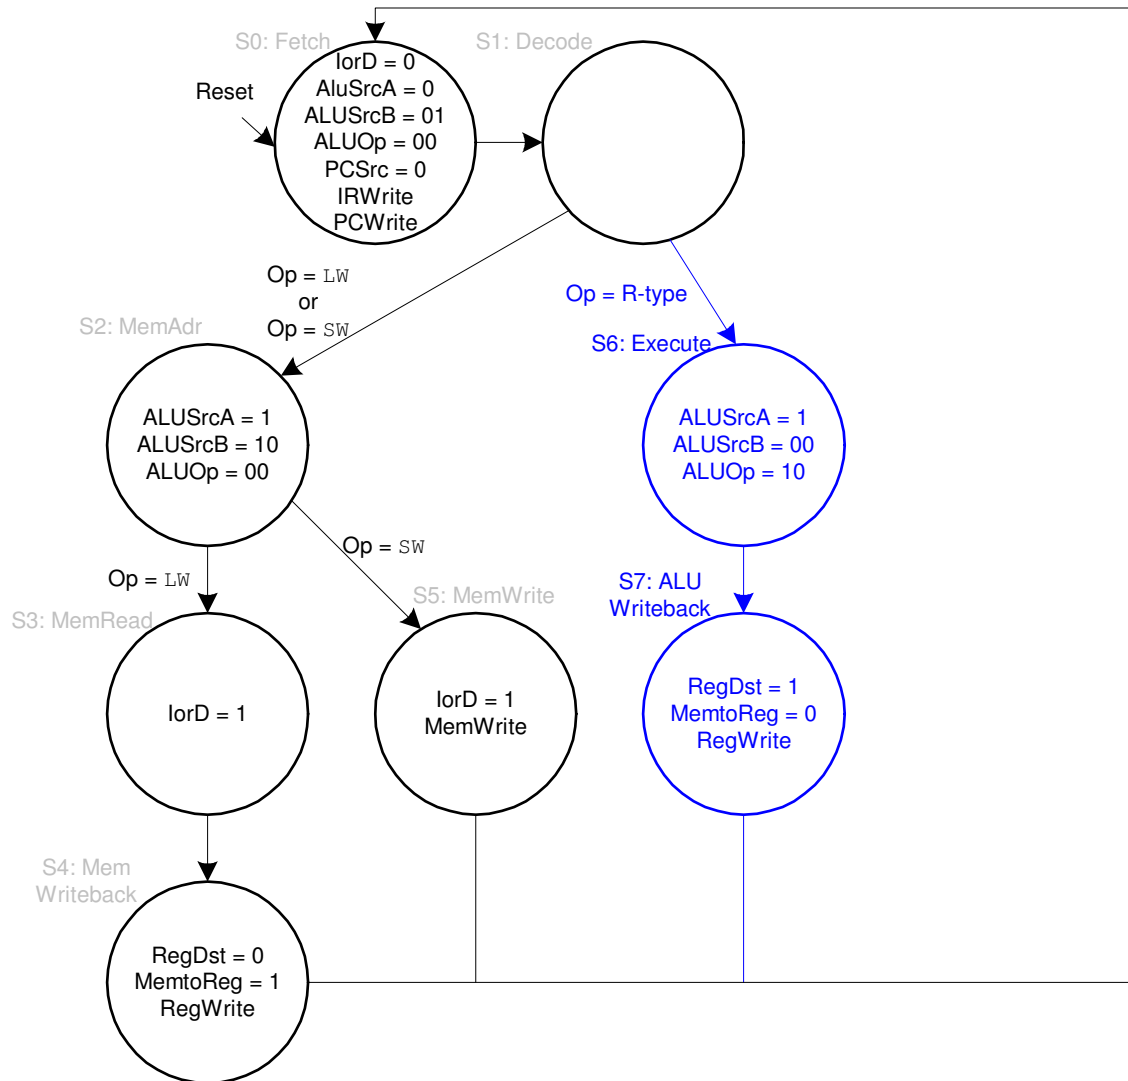 S0: Fetch
S1: Decode
Reset
IorD = 0
AluSrcA = 0
ALUSrcB = 01
ALUOp = 00
PCSrc = 0
IRWrite
PCWrite
Op = LW
or
Op = SW
Op = R-type
S2: MemAdr
S6: Execute
ALUSrcA = 1
ALUSrcB = 10
ALUOp = 00
ALUSrcA = 1
ALUSrcB = 00
ALUOp = 10
Op = LW
Op = SW
S3: MemRead
S5: MemWrite
S7: ALU
Writeback
IorD = 1
IorD = 1
MemWrite
RegDst = 1
MemtoReg = 0
RegWrite
S4: Mem
Writeback
RegDst = 0
MemtoReg = 1
RegWrite